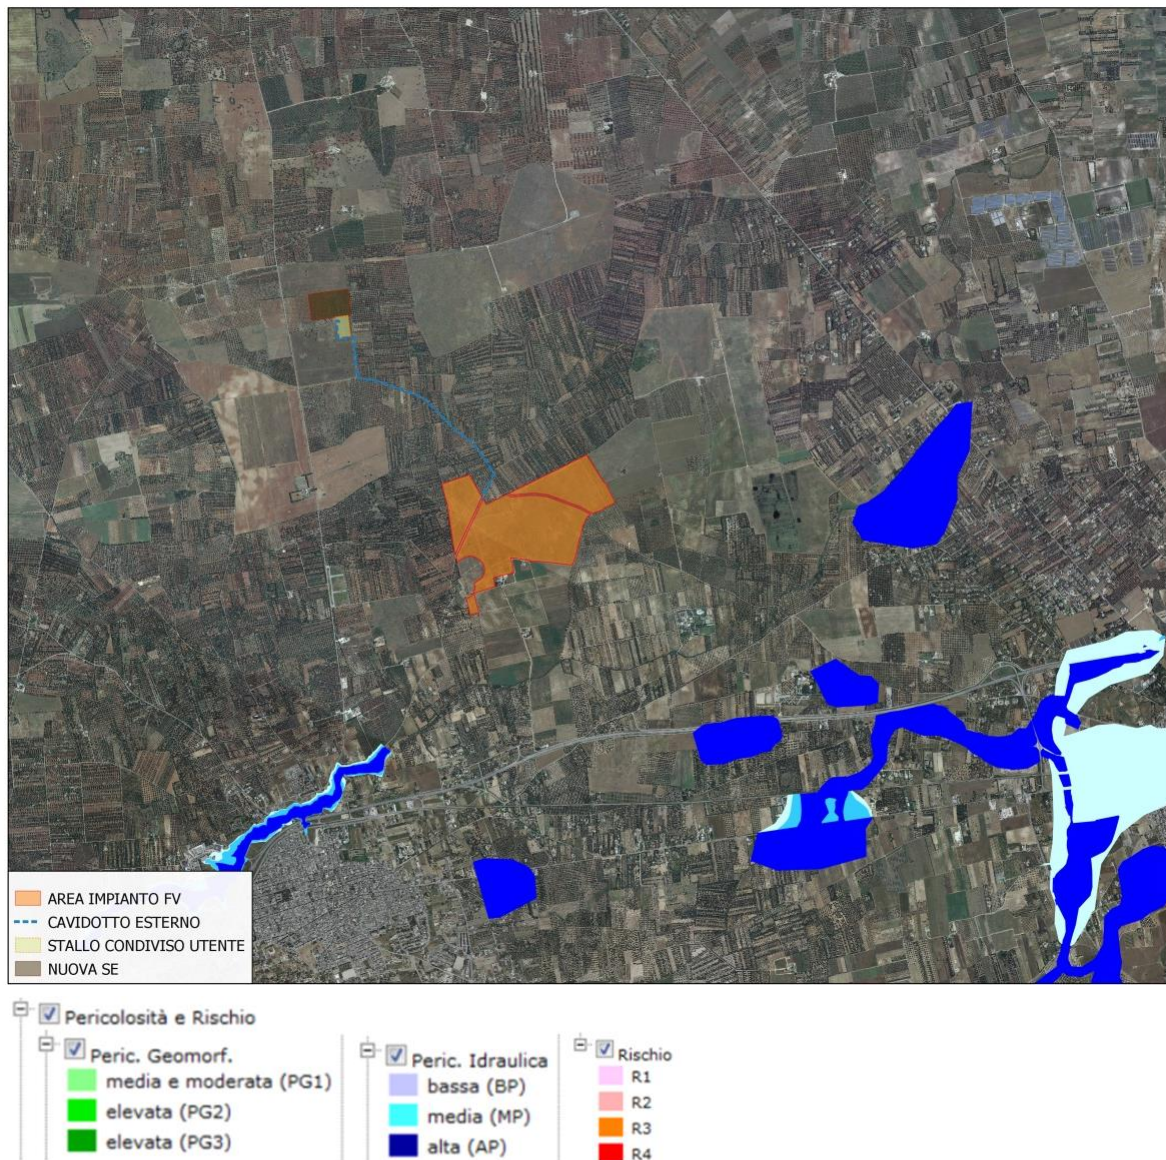 AREA IMPIANTO FV
CAVIDOTTO ESTERNO
STALLO CONDIVISO UTENTE
NUOVA SE
Pericolosità e Rischio
Peric. Geomorf.
media e moderata (PG1)
elevata (PG2)
elevata (PG3)
Peric. Idraulica
bassa (BP)
media (MP)
alta (AP)
Rischio
R1
R2
R3
R4